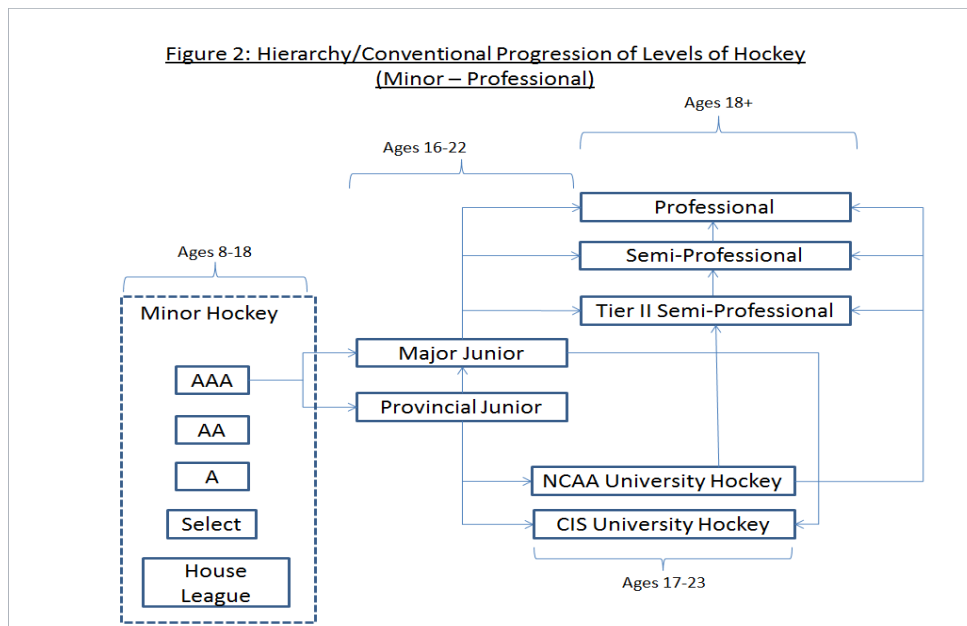 Figure 2: Hierarchy/Conventional Progression of Levels of Hockey
(Minor – Professional)
Ages 18+
Ages 16-22
Professional
Ages 8-18
Semi-Professional
Minor Hockey
Tier II Semi-Professional
Major Junior
AAA
Provincial Junior
AA
A
NCAA University Hockey
Select
CIS University Hockey
House
League
Ages 17-23